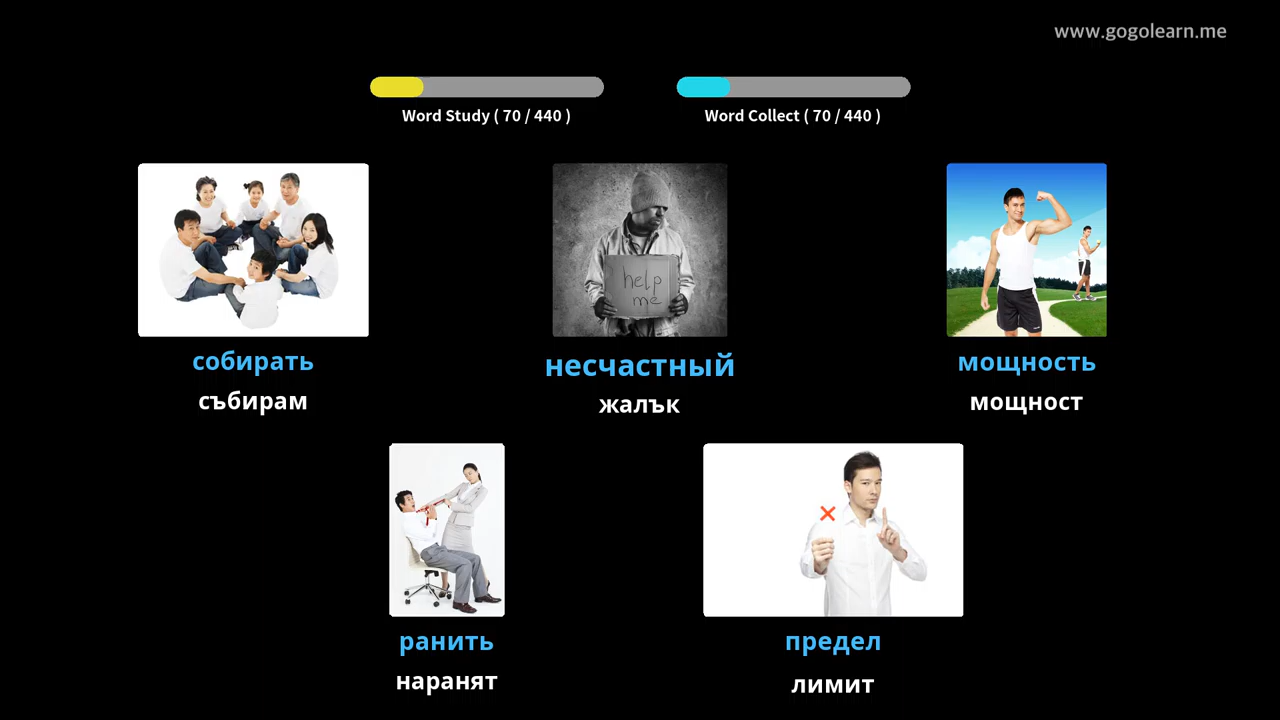 www.gogolearn.me
Word Study ( 70 / 440 )
Word Collect ( 70 / 440 )
help
me
собирать
събирам
несчастный
жалък
мощность
мощност
ранить
наранят
предел
лимит